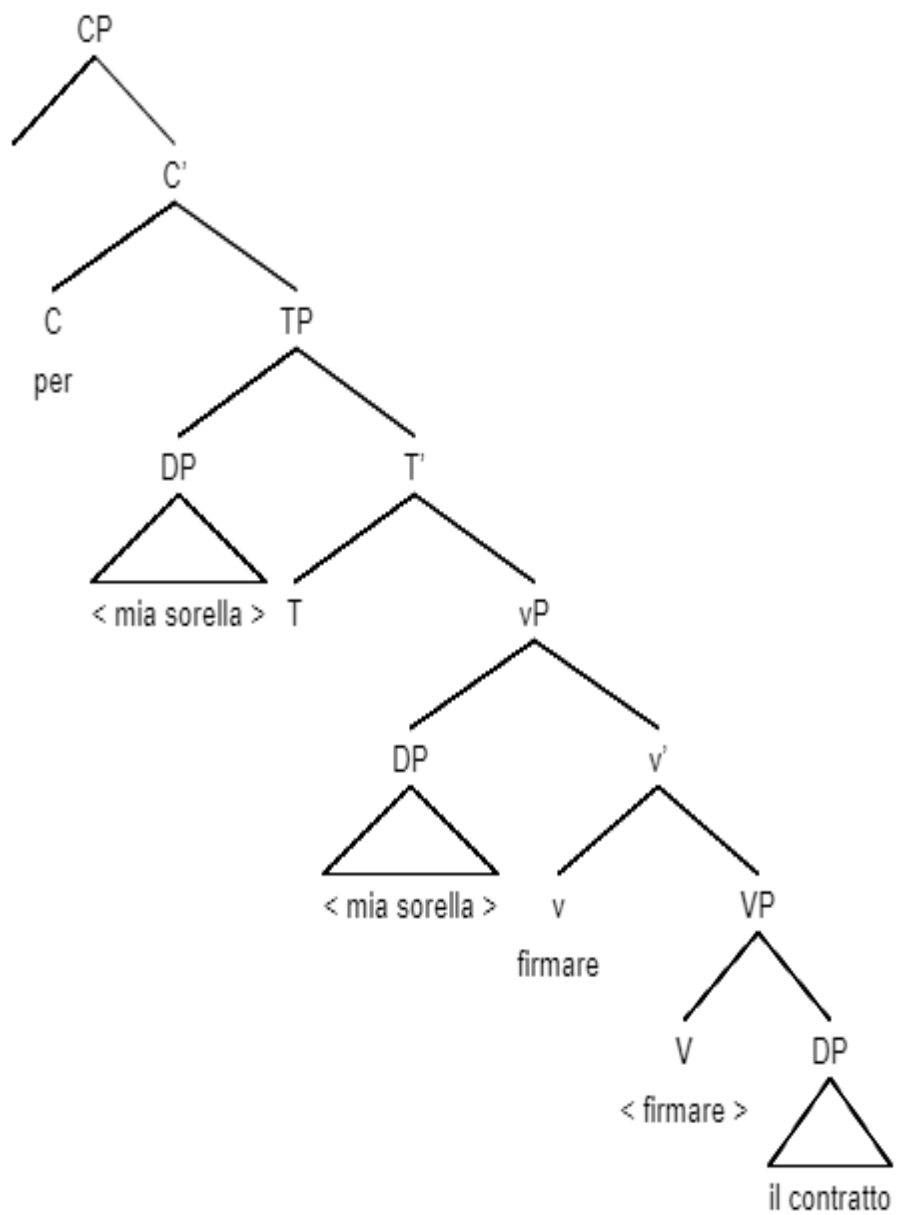 CP
C’
C TP
per
DP T’
< mia sorella > T vP
DP v’
< mia sorella > v VP
firmare
V DP
< firmare >
il contratto